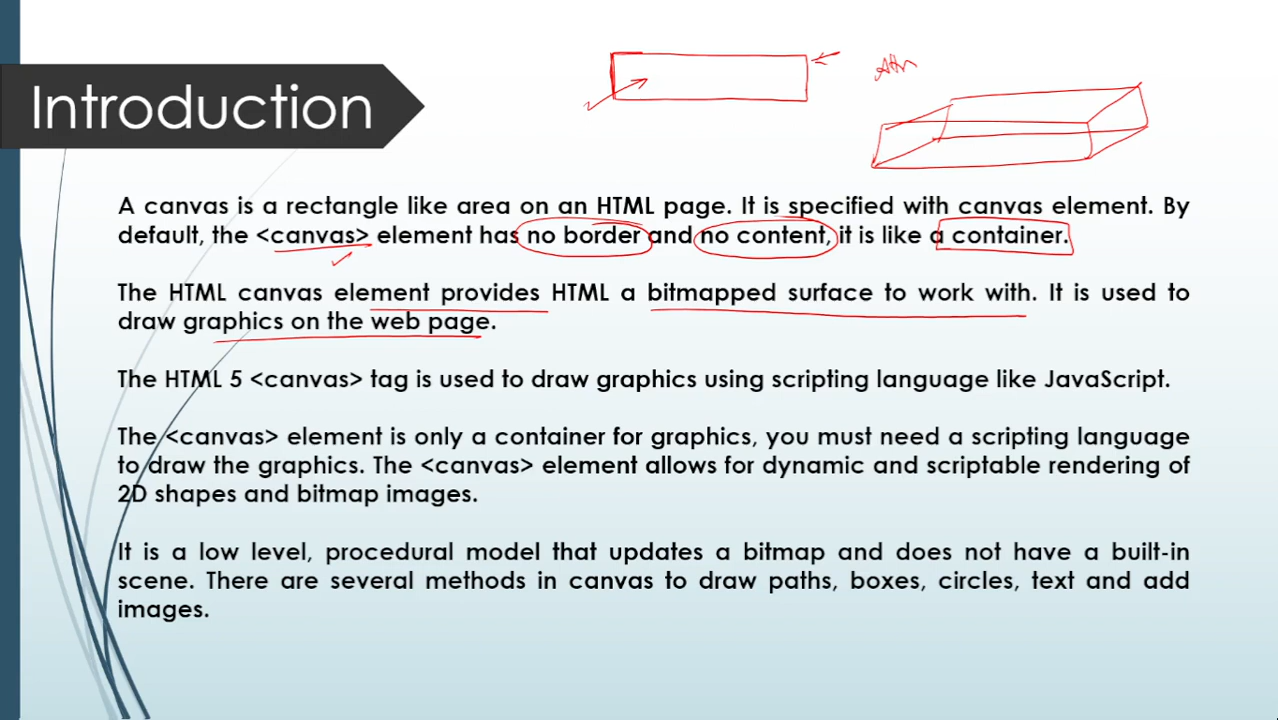 Introduction
A canvas is a rectangle like area on an HTML page. It is specified with canvas element. By
default, the <canvas> element has no border and no content, it is like a container.
The HTML canvas element provides HTML a bitmapped surface to work with. It is used to
draw graphics on the web page.
The HTML 5 <canvas> tag is used to draw graphics using scripting language like JavaScript.
The <canvas> element is only a container for graphics, you must need a scripting language
to draw the graphics. The <canvas> element allows for dynamic and scriptable rendering of
2D shapes and bitmap images.
It is a low level, procedural model that updates a bitmap and does not have a built-in
scene. There are several methods in canvas to draw paths, boxes, circles, text and add
images.